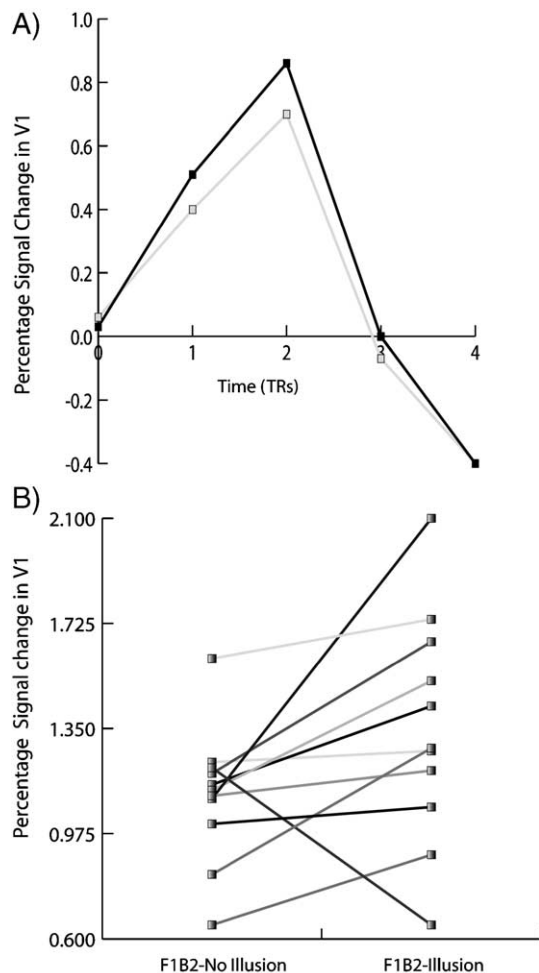 A)
Percentage Signal Change in V1
1.0
0.8
0.6
0.4
0.2
0.0
-0.2
-0.4
0
1
2
3
4
Time (TRs)
B)
Percentage Signal change in V1
2.100
1.725
1.350
0.975
0.600
F1B2-No Illusion
F1B2-Illusion